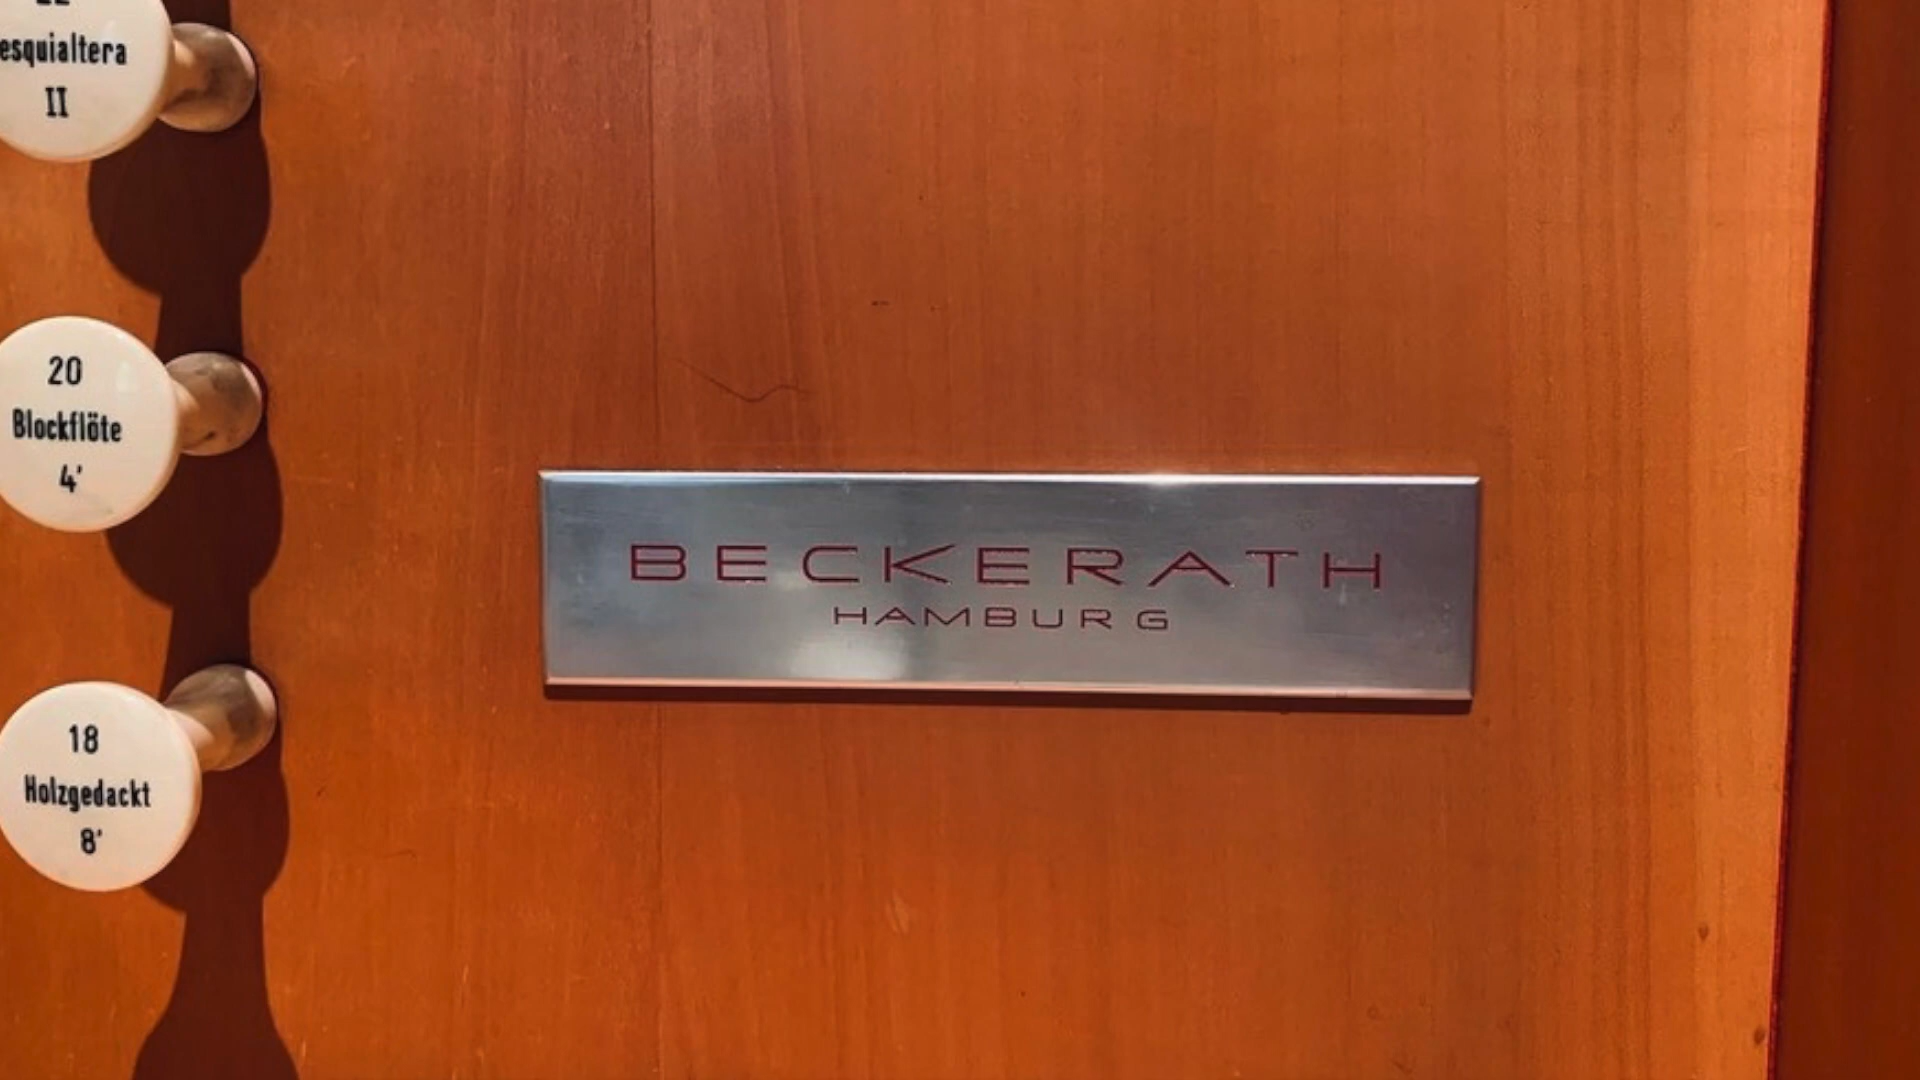 esquialtera
II
20
Blockflöte
4'
18
Holzgedackt
8'
BECKERATH
HAMBURG